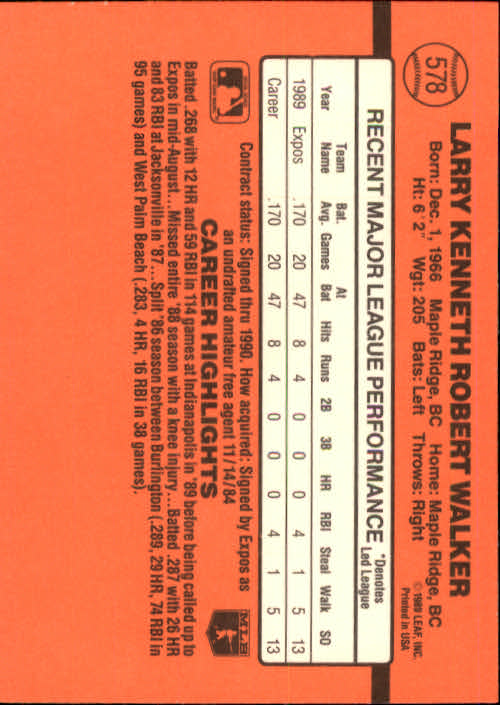 578
LARRY KENNETH ROBERT WALKER
Born: Dec. 1, 1966 Maple Ridge, BC Home: Maple Ridge, BC
Ht: 6'2" Wgt: 205 Bats: Left Throws: Right
©1989 LEAF, INC.
Printed in USA
RECENT MAJOR LEAGUE PERFORMANCE *Denotes Led League
Year Team Name Bat. Avg. Games At Bat Hits Runs 2B 3B HR RBI Steal Walk SO
1989 Expos .170 20 47 8 4 0 0 0 4 1 5 13
Career .170 20 47 8 4 0 0 0 4 1 5 13
Contract status: Signed thru 1990. How acquired: Signed by Expos as
an undrafted amateur free agent 11/14/84
MLB
CAREER HIGHLIGHTS
Batted .268 with 12 HR and 59 RBI in 114 games at Indianapolis in '89 before being called up to
Expos in mid-August... Missed entire '88 season with a knee injury... Batted .287 with 26 HR
and 83 RBI at Jacksonville in '87... Split '86 season between Burlington (.289, 29 HR, 74 RBI in
95 games) and West Palm Beach (.283, 4 HR, 16 RBI in 38 games).